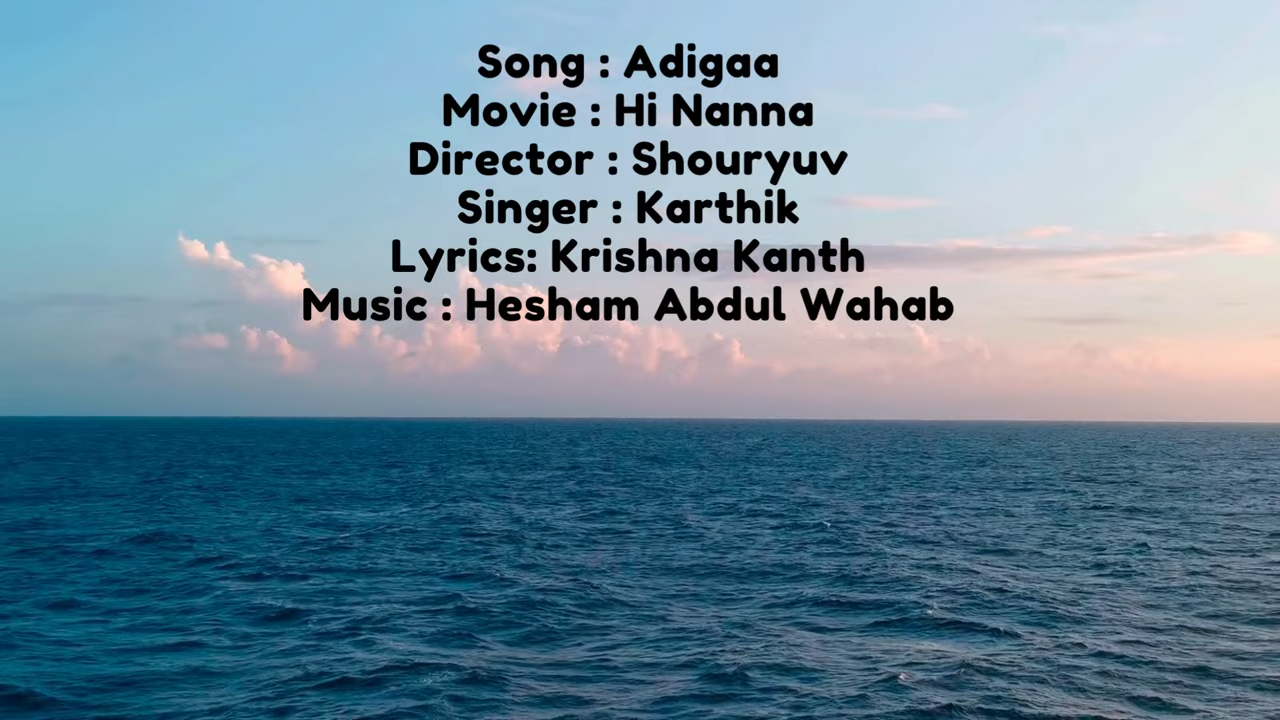 Song : Adigaa
Movie : Hi Nanna
Director : Shouryuv
Singer : Karthik
Lyrics: Krishna Kanth
Music : Hesham Abdul Wahab